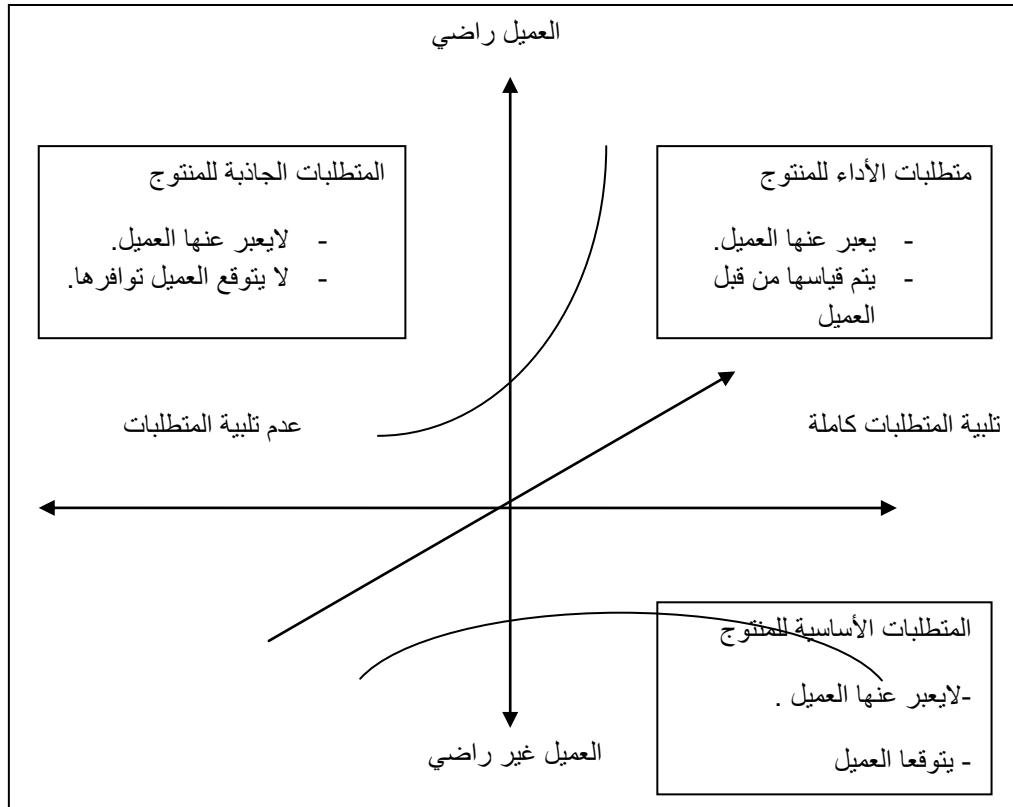 العميل راضي
متطلبات الأداء للمنتوج
- يعبر عنها العميل.
- يتم قياسها من قبل
العميل
المتطلبات الجاذبة للمنتوج
- لايعبر عنها العميل.
- لا يتوقع العميل توافرها.
تلبية المتطلبات كاملة
عدم تلبية المتطلبات
المتطلبات الأساسية للمنتوج
-لايعبر عنها العميل .
- يتوقعا العميل
العميل غير راضي